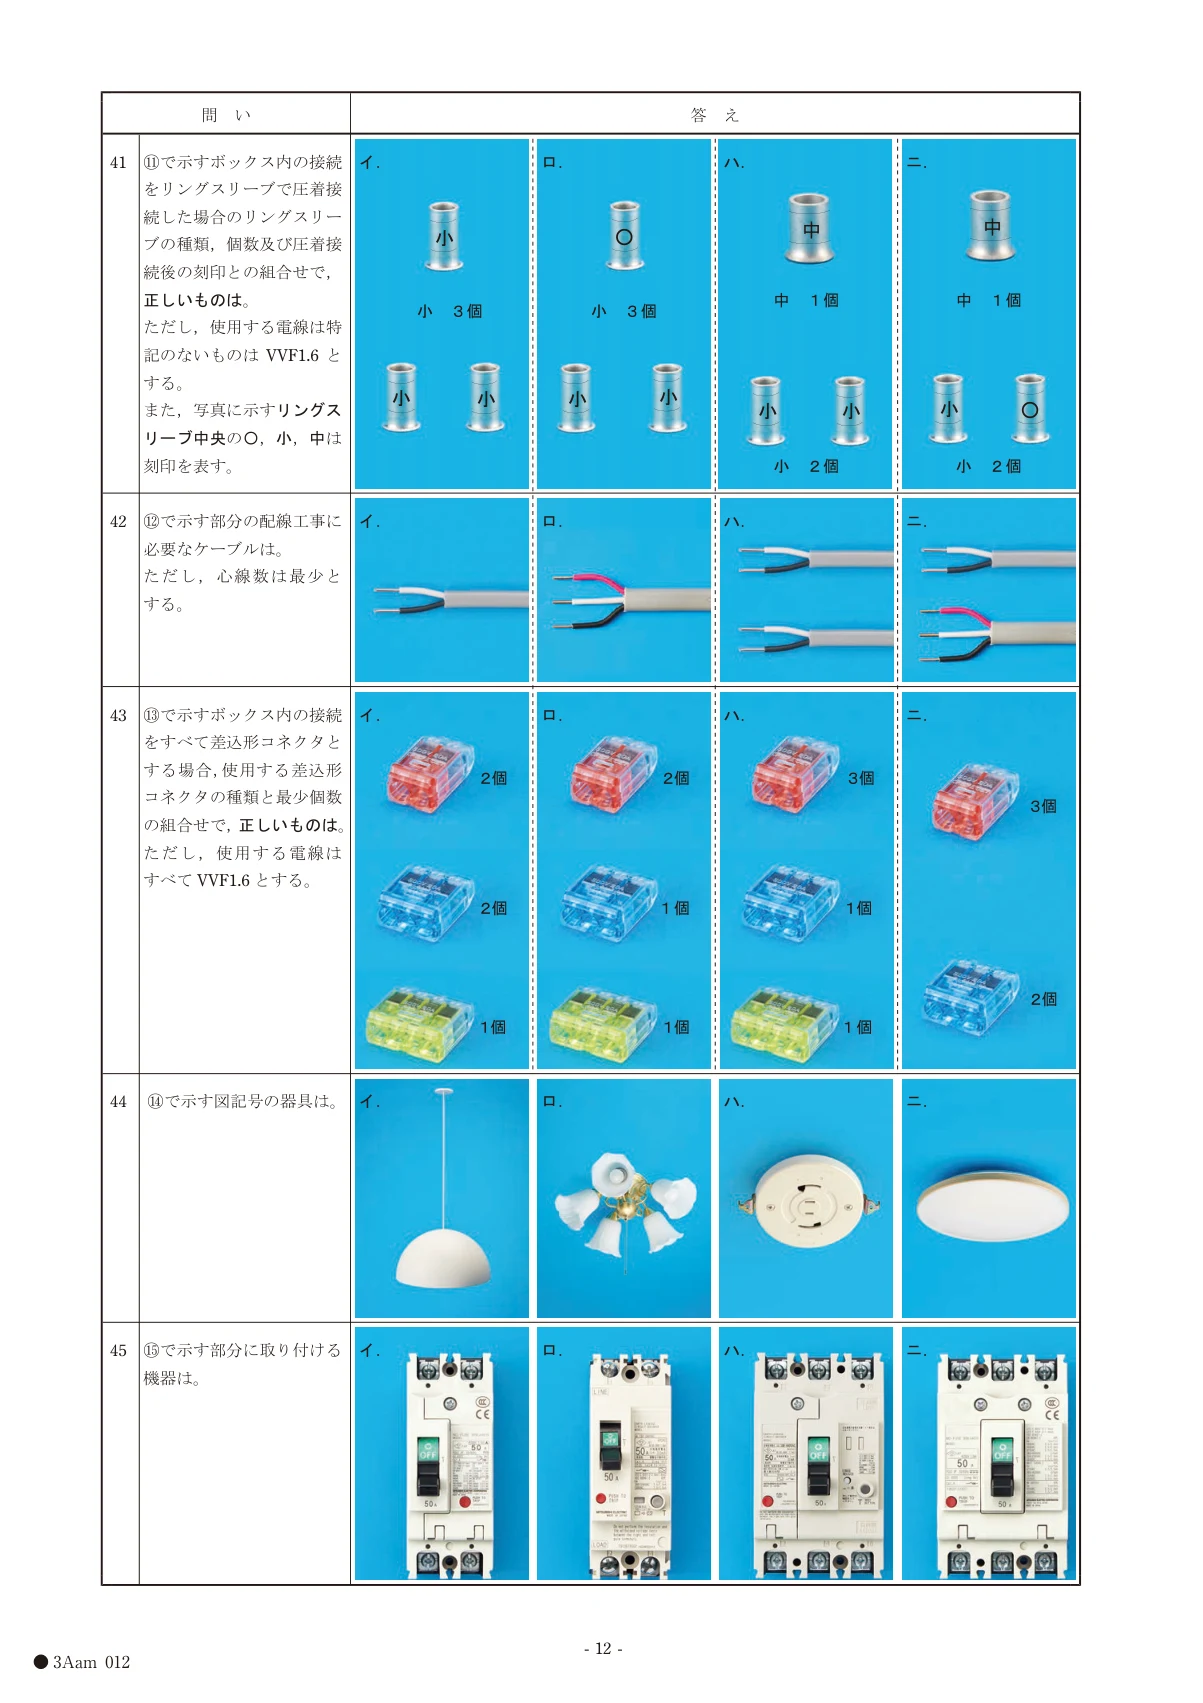 問　い
答　え
41
⑪で示すボックス内の接続
をリングスリーブで圧着接
続した場合のリングスリー
ブの種類，個数及び圧着接
続後の刻印との組合せで，
正しいものは。
ただし，使用する電線は特
記のないものは VVF1.6 と
する。
また，写真に示すリングス
リーブ中央の〇，小，中は
刻印を表す。
イ．
小
小　3個
小
小
ロ．
〇
小　3個
小
小
ハ．
中
中　1個
小
小
小　2個
ニ．
中
中　1個
小
〇
小　2個
42
⑫で示す部分の配線工事に
必要なケーブルは。
ただし，心線数は最少と
する。
イ．
ロ．
ハ．
ニ．
43
⑬で示すボックス内の接続
をすべて差込形コネクタと
する場合，使用する差込形
コネクタの種類と最少個数
の組合せで，正しいものは。
ただし，使用する電線は
すべて VVF1.6 とする。
イ．
2個
2個
1個
ロ．
2個
1個
1個
ハ．
3個
1個
1個
ニ．
3個
2個
44
⑭で示す図記号の器具は。
イ．
ロ．
ハ．
ニ．
45
⑮で示す部分に取り付ける
機器は。
イ．
OFF
50
50A
ロ．
LINE
OFF
50A
50A
LOAD
ハ．
OFF
50
50A
ニ．
OFF
50
50A
- 12 -
●3Aam 012